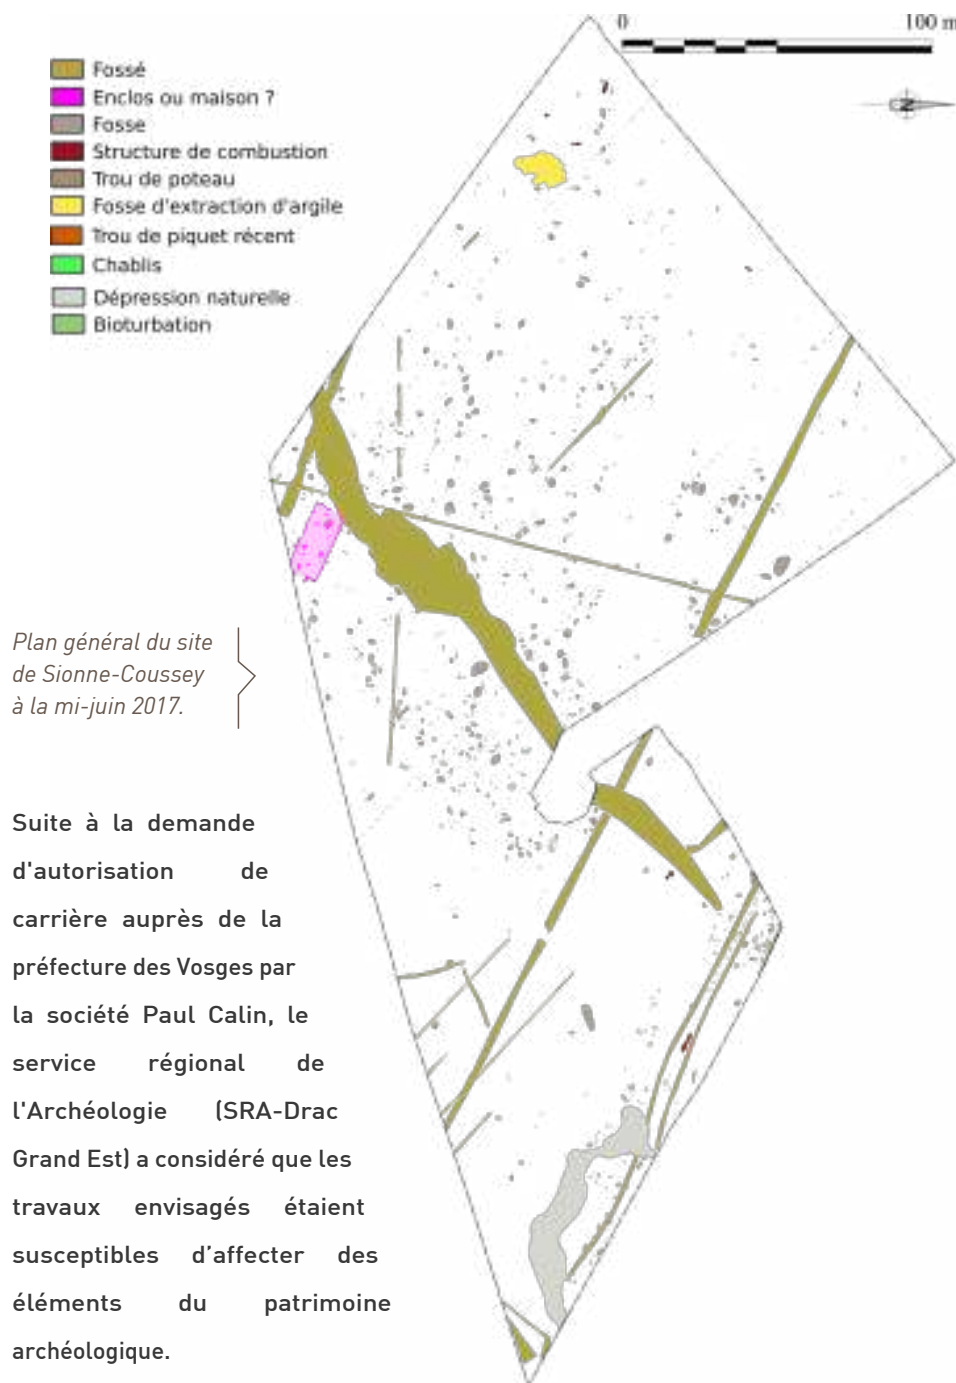 0 100 m
N
Fossé
Enclos ou maison ?
Fosse
Structure de combustion
Trou de poteau
Fosse d'extraction d'argile
Trou de piquet récent
Chablis
Dépression naturelle
Bioturbation
Plan général du site
de Sionne-Coussey
à la mi-juin 2017.
Suite à la demande
d'autorisation de
carrière auprès de la
préfecture des Vosges par
la société Paul Calin, le
service régional de
l'Archéologie (SRA-Drac
Grand Est) a considéré que les
travaux envisagés étaient
susceptibles d’affecter des
éléments du patrimoine
archéologique.